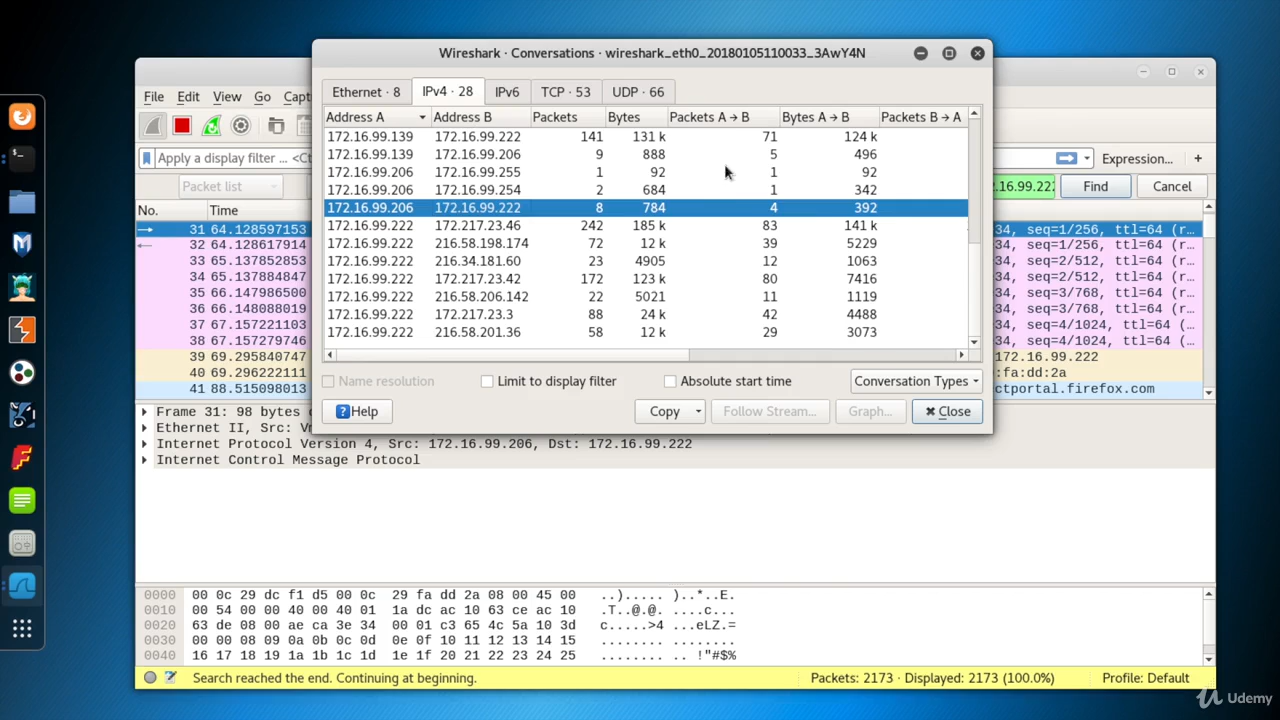 Wireshark · Conversations · wireshark_eth0_20180105110033_3AwY4N
File Edit View Go Capt
Ethernet · 8 IPv4 · 28 IPv6 TCP · 53 UDP · 66
Address A Address B Packets Bytes Packets A → B Bytes A → B Packets B → A
172.16.99.139 172.16.99.222 141 131 k 71 124 k
172.16.99.139 172.16.99.206 9 888 5 496
172.16.99.206 172.16.99.255 1 92 1 92
172.16.99.206 172.16.99.254 2 684 1 342
172.16.99.206 172.16.99.222 8 784 4 392
172.16.99.222 172.217.23.46 242 185 k 83 141 k
172.16.99.222 216.58.198.174 72 12 k 39 5229
172.16.99.222 216.34.181.60 23 4905 12 1063
172.16.99.222 172.217.23.42 172 123 k 80 7416
172.16.99.222 216.58.206.142 22 5021 11 1119
172.16.99.222 172.217.23.3 88 24 k 42 4488
172.16.99.222 216.58.201.36 58 12 k 29 3073
Name resolution Limit to display filter Absolute start time Conversation Types
Help Copy Follow Stream... Graph... Close
Apply a display filter ... <Ct Expression... +
Packet list .16.99.222 Find Cancel
No. Time
31 64.128597153 34, seq=1/256, ttl=64 (r…
32 64.128617914 34, seq=1/256, ttl=64 (r…
33 65.137852853 34, seq=2/512, ttl=64 (r…
34 65.137884847 34, seq=2/512, ttl=64 (r…
35 66.147986500 34, seq=3/768, ttl=64 (r…
36 66.148088019 34, seq=3/768, ttl=64 (r…
37 67.157221103 34, seq=4/1024, ttl=64 (…
38 67.157221103 34, seq=4/1024, ttl=64 (…
39 69.295840747 172.16.99.222
40 69.296222111 :fa:dd:2a
41 88.515098013 ctportal.firefox.com
Frame 31: 98 bytes
Ethernet II, Src: V
Internet Protocol Version 4, Src: 172.16.99.206, Dst: 172.16.99.222
Internet Control Message Protocol
0000 00 0c 29 dc f1 d5 00 0c 29 fa dd 2a 08 00 45 00 ..)..... )..*..E.
0010 00 54 00 00 40 00 40 01 1a dc ac 10 63 ce ac 10 .T..@.@. ....c...
0020 63 de 08 00 ae ca 3e 34 00 01 c3 65 4c 5a 10 3d c.....>4 ...eLZ.=
0030 00 00 08 09 0a 0b 0c 0d 0e 0f 10 11 12 13 14 15 ........ ........
0040 16 17 18 19 1a 1b 1c 1d 1e 1f 20 21 22 23 24 25 ........ .. !"#$%
Search reached the end. Continuing at beginning. Packets: 2173 · Displayed: 2173 (100.0%) Profile: Default
Udemy